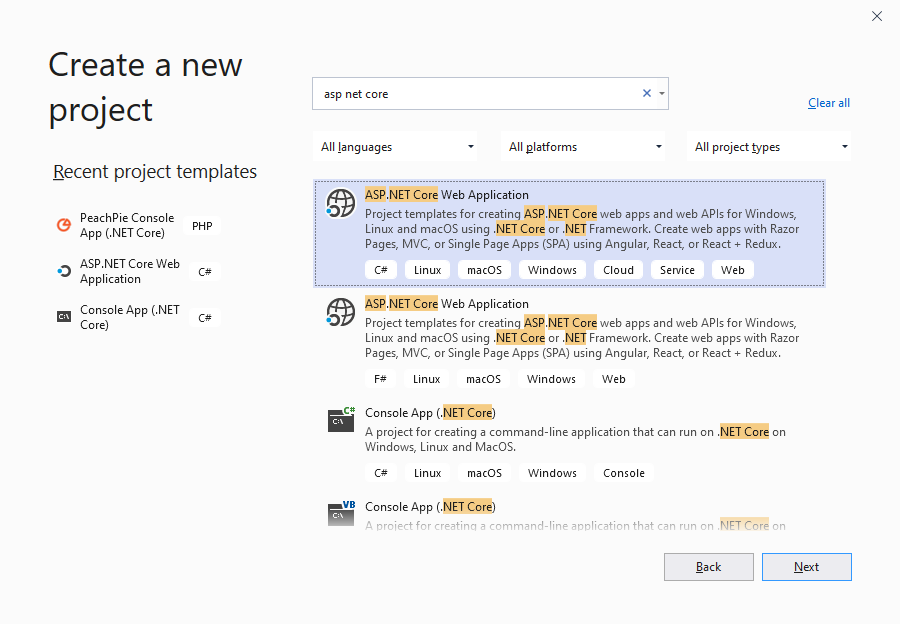 Create a new
project
Recent project templates
PeachPie Console
App (.NET Core)
PHP
ASP.NET Core Web
Application
C#
Console App (.NET
Core)
C#
asp net core
Clear all
All languages
All platforms
All project types
ASP.NET Core Web Application
Project templates for creating ASP.NET Core web apps and web APIs for Windows,
Linux and macOS using .NET Core or .NET Framework. Create web apps with Razor
Pages, MVC, or Single Page Apps (SPA) using Angular, React, or React + Redux.
C# Linux macOS Windows Cloud Service Web
ASP.NET Core Web Application
Project templates for creating ASP.NET Core web apps and web APIs for Windows,
Linux and macOS using .NET Core or .NET Framework. Create web apps with Razor
Pages, MVC, or Single Page Apps (SPA) using Angular, React, or React + Redux.
F# Linux macOS Windows Web
C#
C:\
Console App (.NET Core)
A project for creating a command-line application that can run on .NET Core on
Windows, Linux and MacOS.
C# Linux macOS Windows Console
VB
C:\
Console App (.NET Core)
A project for creating a command-line application that can run on .NET Core on
Back
Next